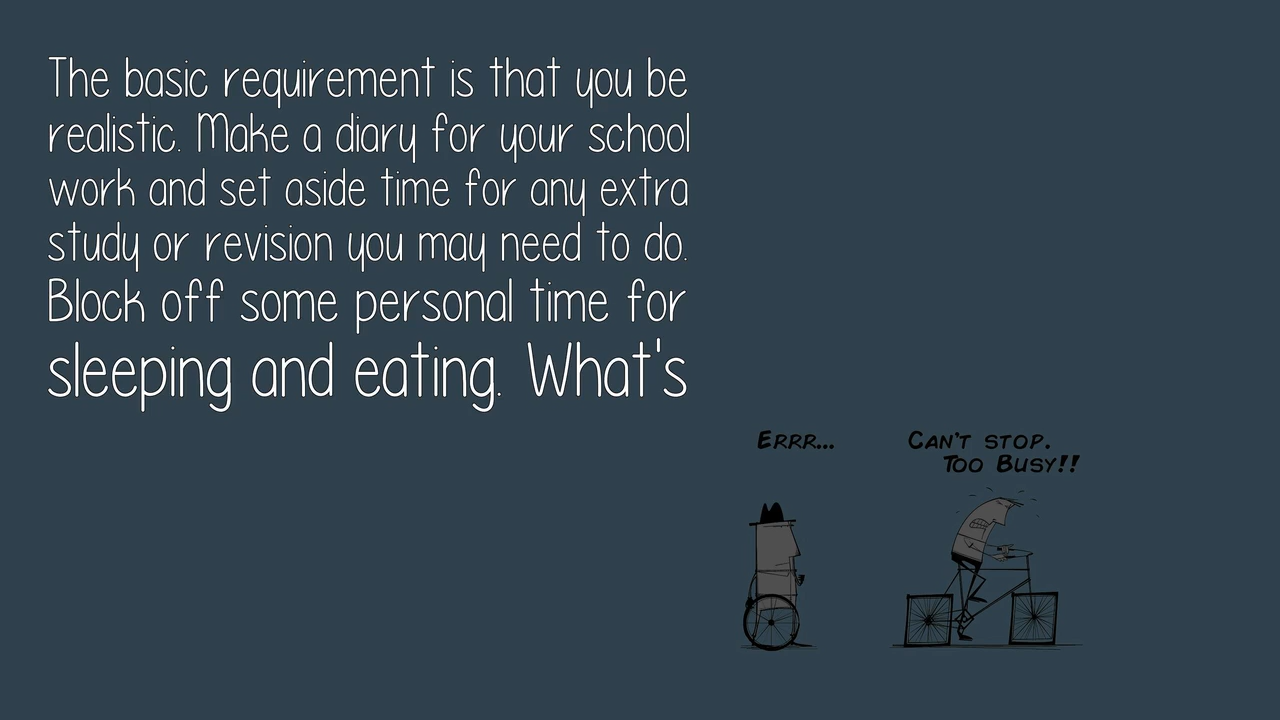 The basic requirement is that you be
realistic. Make a diary for your school
work and set aside time for any extra
study or revision you may need to do.
Block off some personal time for
sleeping and eating. What's
Errr...
Can't stop.
Too Busy!!